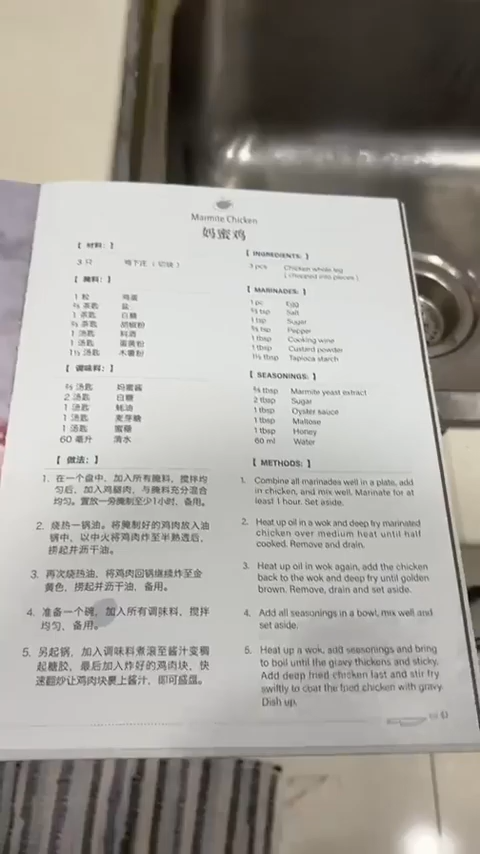 Marmite Chicken
妈蜜鸡
【 材料: 】
3 只 鸡下庄 ( 切块 )
【 腌料: 】
1 粒 鸡蛋
盐
1 茶匙 白糖
胡椒粉
1 汤匙 料酒
1 汤匙 蛋黄粉
1½ 汤匙 木薯粉
【 调味料: 】
汤匙 妈蜜酱
2 汤匙 白糖
1 汤匙 蚝油
1 汤匙 麦芽糖
1 汤匙 蜜糖
60 毫升 清水
【 做法: 】
1. 在一个盘中，加入所有腌料，搅拌均
匀后，加入鸡腿肉，与腌料充分混合
均匀。置放一旁腌制至少1小时，备用。
2. 烧热一锅油。将腌制好的鸡肉放入油
锅中，以中火将鸡肉炸至半熟透后，
捞起并沥干油。
3. 再次烧热油，将鸡肉回锅继续炸至金
黄色，捞起并沥干油，备用。
4. 准备一个碗，加入所有调味料，搅拌
均匀，备用。
5. 另起锅，加入调味料煮滚至酱汁变稠
起糖胶，最后加入炸好的鸡肉块，快
速翻炒让鸡肉块裹上酱汁，即可盛盘。
【 INGREDIENTS: 】
3 pcs Chicken whole leg
( chopped into pieces )
【 MARINADES: 】
1 pc Egg
tsp Salt
1 tsp Sugar
tsp Pepper
1 tbsp Cooking wine
1 tbsp Custard powder
1½ tbsp Tapioca starch
【 SEASONINGS: 】
tbsp Marmite yeast extract
2 tbsp Sugar
1 tbsp Oyster sauce
1 tbsp Maltose
1 tbsp Honey
60 ml Water
【 METHODS: 】
1. Combine all marinades well in a plate, add
in chicken, and mix well. Marinate for at
least 1 hour. Set aside.
2. Heat up oil in a wok and deep fry marinated
chicken over medium heat until half
cooked. Remove and drain.
3. Heat up oil in wok again, add the chicken
back to the wok and deep fry until golden
brown. Remove, drain and set aside.
4. Add all seasonings in a bowl, mix well and
set aside.
5. Heat up a wok, add seasonings and bring
to boil until the gravy thickens and sticky.
Add deep fried chicken last and stir fry
swiftly to coat the fried chicken with gravy.
Dish up.